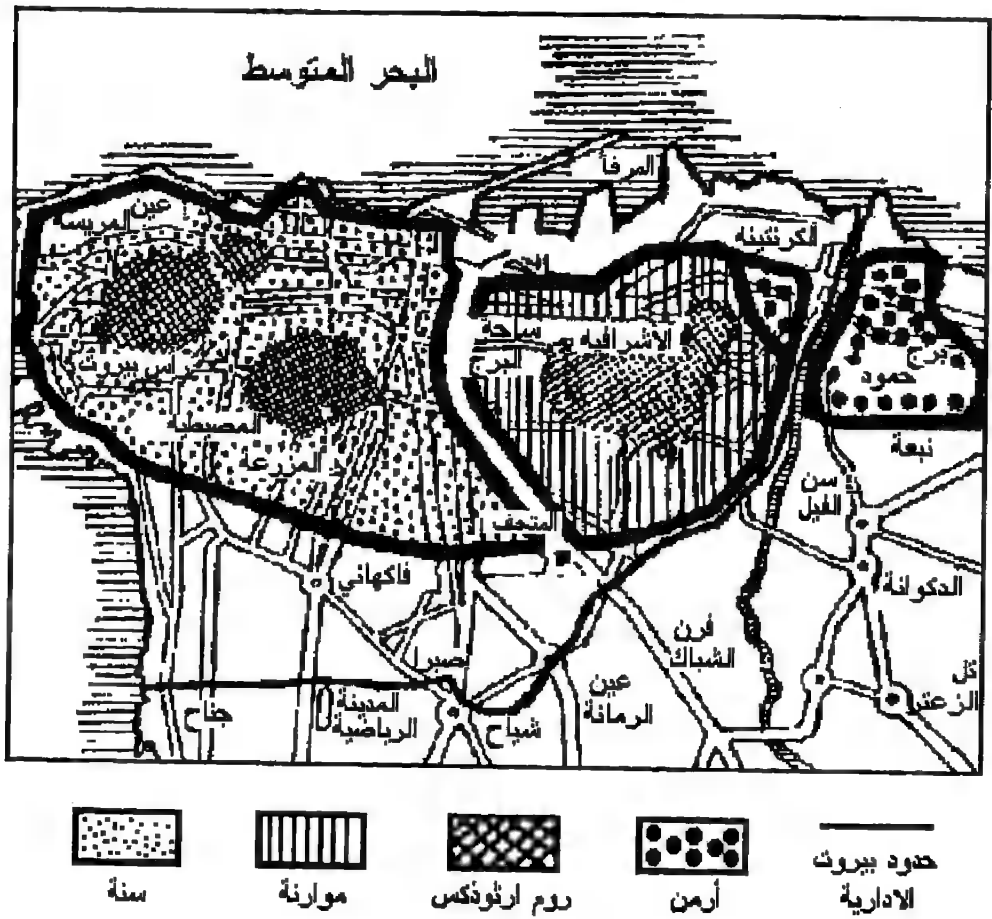 البحر المتوسط
المرفأ
الكرنتينة
عين المريسة
ساحة
البرج
الاشرافيه
برج
حمود
راس بيروت
المصيطبة
المزرعة
نبعة
سن
الفيل
المتحف
فاكهاني
الدكوانة
فرن
الشباك
صبرا
عين
الرمانة
تل
الزعتر
جناح
المدينة
الرياضية
شياح
سنة
موارنة
روم ارثوذكس
أرمن
حدود بيروت
الادارية